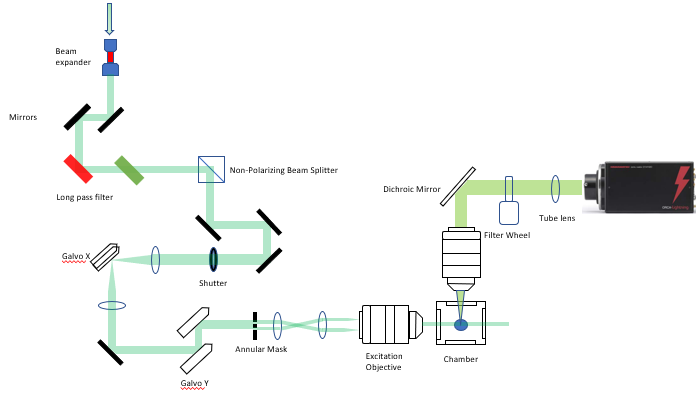 Beam
expander
Mirrors
Long pass filter
Non-Polarizing Beam Splitter
Dichroic Mirror
Filter Wheel
Tube lens
Galvo X
Shutter
Annular Mask
Galvo Y
Excitation
Objective
Chamber